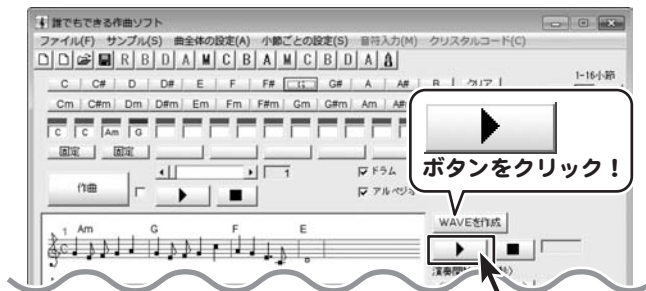 誰でもできる作曲ソフト
ファイル(F) サンプル(S) 曲全体の設定(A) 小節ごとの設定(S) 音符入力(M) クリスタルコード(C)
R B D A M C B A M C B D A
C C# D D# E F F# G G# A A# B クリア
1-16小節
Cm C#m Dm D#m Em Fm F#m Gm G#m Am
C C Am G
固定 固定
1
ドラム
作曲
アルペジオ
ボタンをクリック！
WAVEを作成
1 Am G F E
C